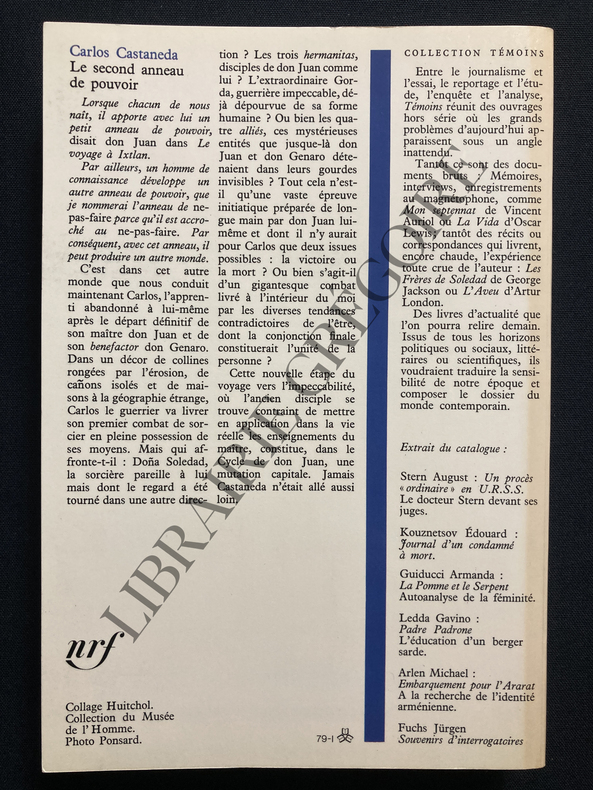 Carlos Castaneda
Le second anneau
de pouvoir
Lorsque chacun de nous
naît, il apporte avec lui un
petit anneau de pouvoir,
disait don Juan dans Le
voyage à Ixtlan.
Par ailleurs, un homme de
connaissance développe un
autre anneau de pouvoir, que
je nommerai l'anneau de ne-
pas-faire parce qu'il est accro-
ché au ne-pas-faire. Par
conséquent, avec cet anneau, il
peut produire un autre monde.
C'est dans cet autre
monde que nous conduit
maintenant Carlos, l'appren-
ti abandonné à lui-même
après le départ définitif de
son maître don Juan et de
son benefactor don Genaro.
Dans un décor de collines
rongées par l'érosion, de
cañons isolés et de mai-
sons à la géographie étrange,
Carlos le guerrier va livrer
son premier combat de sor-
cier en pleine possession de
ses moyens. Mais qui af-
fronte-t-il : Doña Soledad,
la sorcière pareille à lui
mais dont le regard a été
tourné dans une autre direc-
tion ? Les trois hermanitas,
disciples de don Juan comme
lui ? L'extraordinaire Gor-
da, guerrière impeccable, dé-
jà dépourvue de sa forme
humaine ? Ou bien les qua-
tre alliés, ces mystérieuses
entités que jusque-là don
Juan et don Genaro déte-
naient dans leurs gourdes
invisibles ? Tout cela n'est-
il qu'une vaste épreuve
initiatique préparée de lon-
gue main par don Juan lui-
même et dont il n'y aurait
pour Carlos que deux issues
possibles : la victoire ou
la mort ? Ou bien s'agit-il
d'un gigantesque combat
livré à l'intérieur du moi
par les diverses tendances
contradictoires de l'être,
dont la conjonction finale
constituerait l'unité de la
personne ?
Cette nouvelle étape du
voyage vers l'impeccabilité,
où l'ancien disciple se
trouve contraint de mettre
en application dans la vie
réelle les enseignements du
maître, constitue, dans le
Cycle de don Juan, une
mutation capitale. Jamais
Castaneda n'était allé aussi
loin.
nrf
Collage Huitchol.
Collection du Musée
de l'Homme.
Photo Ponsard.
79-I
COLLECTION TÉMOINS
Entre le journalisme et
l'essai, le reportage et l'étu-
de, l'enquête et l'analyse,
Témoins réunit des ouvrages
hors série où les grands
problèmes d'aujourd'hui ap-
paraissent sous un angle
inattendu.
Tantôt ce sont des docu-
ments bruts, Mémoires,
interviews, enregistrements
au magnétophone, comme
Mon Septennat de Vincent
Auriol ou La Vida d'Oscar
Lewis, tantôt des récits ou
correspondances qui livrent,
encore chaude, l'expérience
toute crue de l'auteur : Les
Frères de Soledad de George
Jackson ou L'Aveu d'Artur
London.
Des livres d'actualité que
l'on pourra relire demain.
Issus de tous les horizons
politiques ou sociaux, litté-
raires ou scientifiques, ils
voudraient traduire la sensi-
bilité de notre époque et
composer le dossier du
monde contemporain.
Extrait du catalogue :
Stern August : Un procès
« ordinaire » en U.R.S.S.
Le docteur Stern devant ses
juges.
Kouznetsov Édouard :
Journal d'un condamné
à mort.
Guiducci Armanda :
La Pomme et le Serpent
Autoanalyse de la féminité.
Ledda Gavino :
Padre Padrone
L'éducation d'un berger
sarde.
Arlen Michael :
Embarquement pour l'Ararat
A la recherche de l'identité
arménienne.
Fuchs Jürgen
Souvenirs d'interrogatoires
LIBRAIRIE GREGOIRE